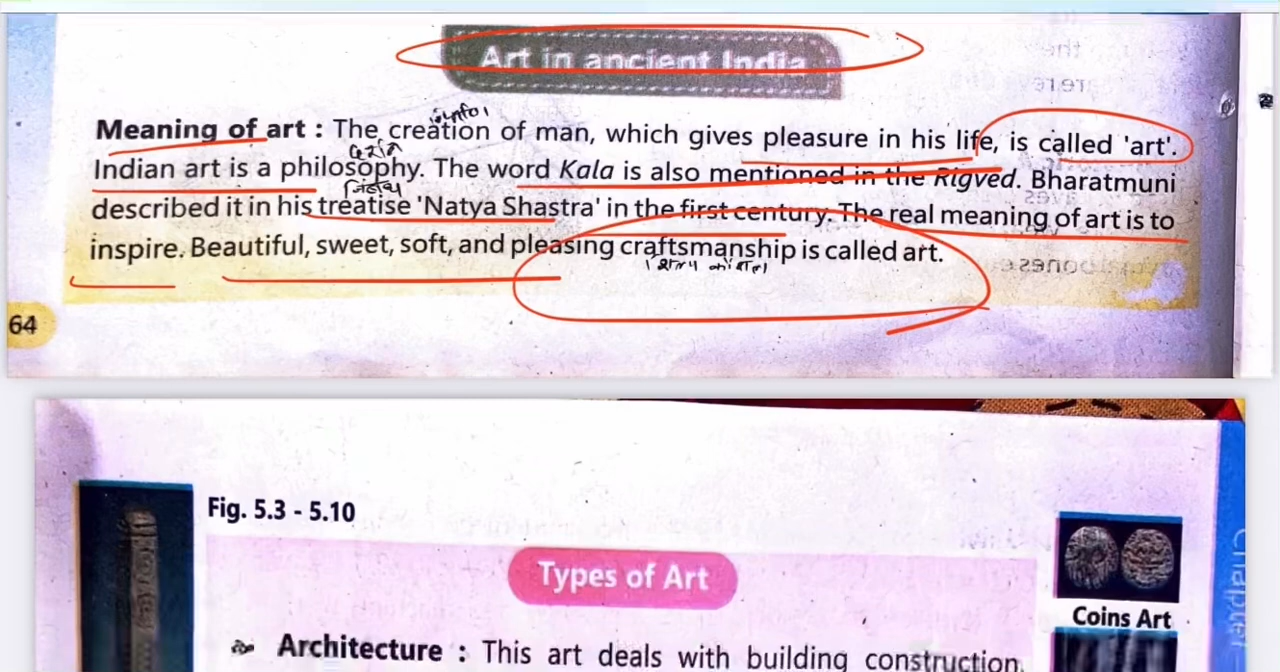 Art in ancient India
Meaning of art : The creation of man, which gives pleasure in his life, is called 'art'.
Indian art is a philosophy. The word Kala is also mentioned in the Rigved. Bharatmuni
described it in his treatise 'Natya Shastra' in the first century. The real meaning of art is to
inspire. Beautiful, sweet, soft, and pleasing craftsmanship is called art.
64
Fig. 5.3 - 5.10
Types of Art
Coins Art
Chapter
Architecture : This art deals with building construction,